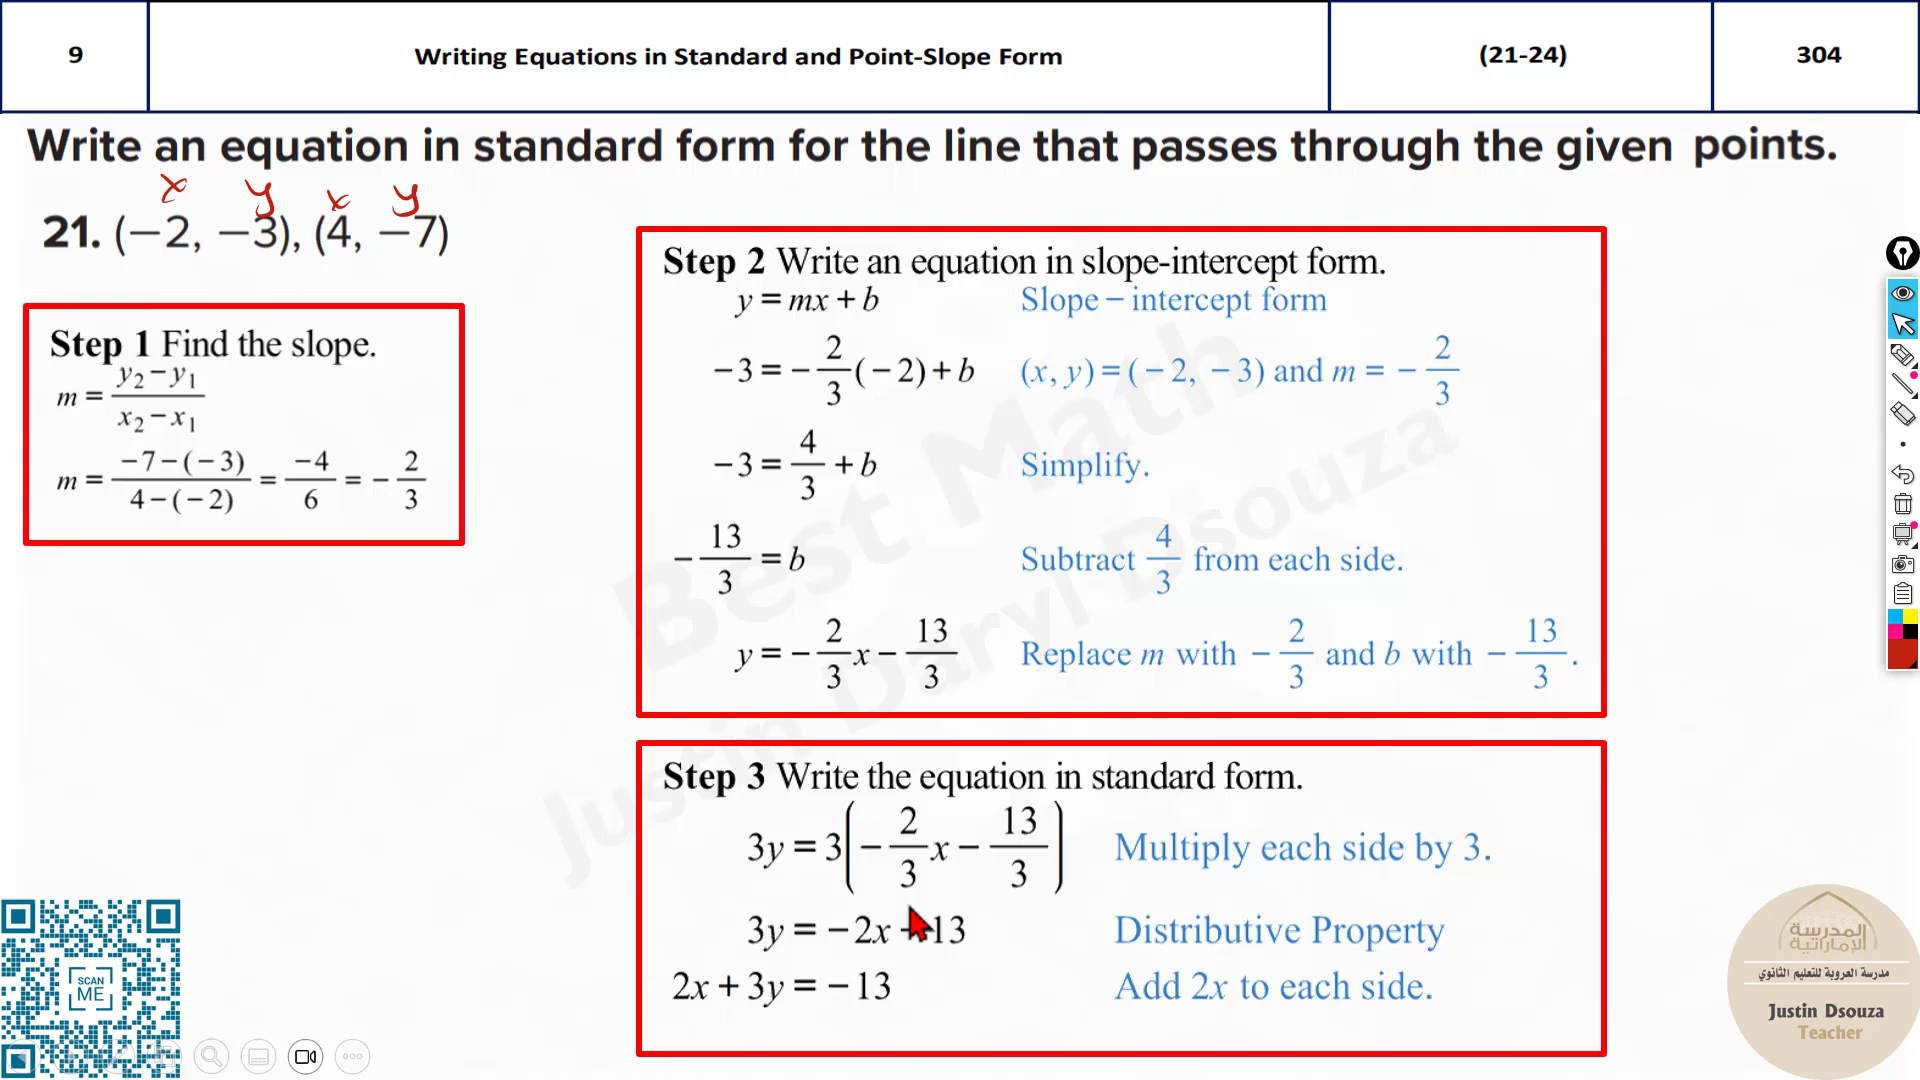 9 Writing Equations in Standard and Point-Slope Form (21-24) 304
Write an equation in standard form for the line that passes through the given points.
x y x y
21. (−2, −3), (4, −7)
Step 1 Find the slope.
m = (y₂ − y₁)/(x₂ − x₁)
m = (−7 − (−3))/(4 − (−2)) = −4/6 = −2/3
Step 2 Write an equation in slope-intercept form.
y = mx + b Slope − intercept form
−3 = −2/3(−2) + b (x, y) = (−2, −3) and m = −2/3
−3 = 4/3 + b Simplify.
−13/3 = b Subtract 4/3 from each side.
y = −2/3x − 13/3 Replace m with −2/3 and b with −13/3.
Step 3 Write the equation in standard form.
3y = 3(−2/3x − 13/3) Multiply each side by 3.
3y = −2x − 13 Distributive Property
2x + 3y = −13 Add 2x to each side.
Best Math
Justin Daryl Dsouza
SCAN
ME
المدرسة
الإماراتية
مدرسة العروبة للتعليم الثانوي
Justin Dsouza
Teacher